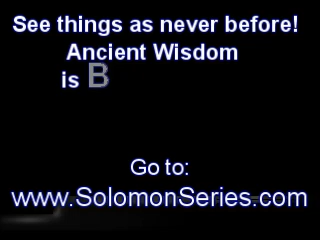 See things as never before!
Ancient Wisdom
is B
Go to:
www.SolomonSeries.com